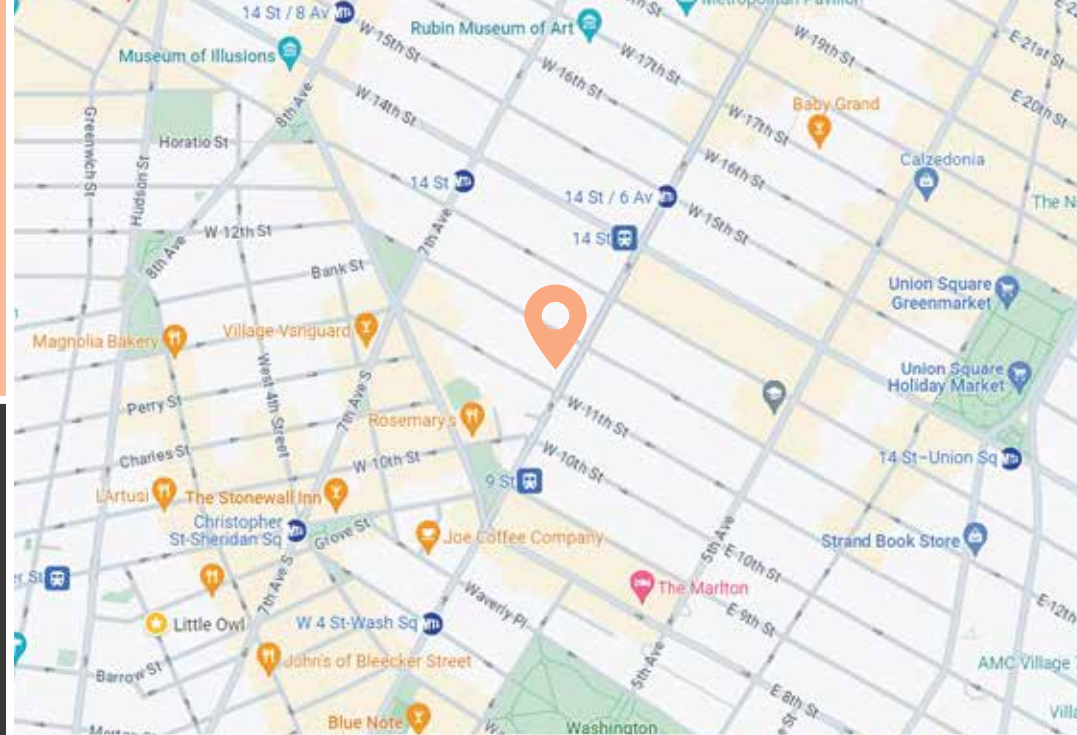 14 St / 8 Av
W 15th St
Rubin Museum of Art
W 17th St
W 19th St
E 21st St
Museum of Illusions
W 14th St
8th Ave
W 16th St
Baby Grand
W 17th St
E 20th St
Greenwich St
Horatio St
Hudson St
14 St
14 St / 6 Av
W 16th St
Calzedonia
The N
W 12th St
8th Ave
7th Ave
14 St
W 15th St
Bank St
Union Square
Greenmarket
Magnolia Bakery
Village Vanguard
West 4th Street
Union Square
Holiday Market
Perry St
7th Ave S
Rosemary's
W 11th St
Charles St
W 10th St
W 10th St
14 St–Union Sq
L'Artusi
The Stonewall Inn
9 St
Christopher
St-Sheridan Sq
Grove St
Joe Coffee Company
5th Ave
Strand Book Store
E 10th St
The Marlton
7th Ave S
Waverly Pl
E 9th St
E 12th
Little Owl
W 4 St-Wash Sq
Barrow St
John's of Bleecker Street
5th Ave
AMC Village
E 8th St
Blue Note
Washington